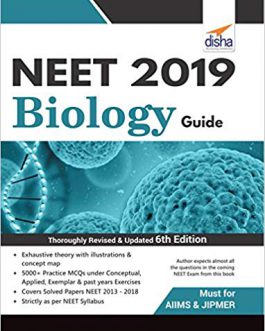 disha
NEET 2019
Biology Guide
Thoroughly Revised & Updated 6th Edition
• Exhaustive theory with illustrations &
concept map
• 5000+ Practice MCQs under Conceptual,
Applied, Exemplar & past years Exercises
• Covers Solved Papers NEET 2013 - 2018
• Strictly as per NEET Syllabus
Author expects almost all
the questions in the coming
NEET Exam from this book
Must for
AIIMS & JIPMER